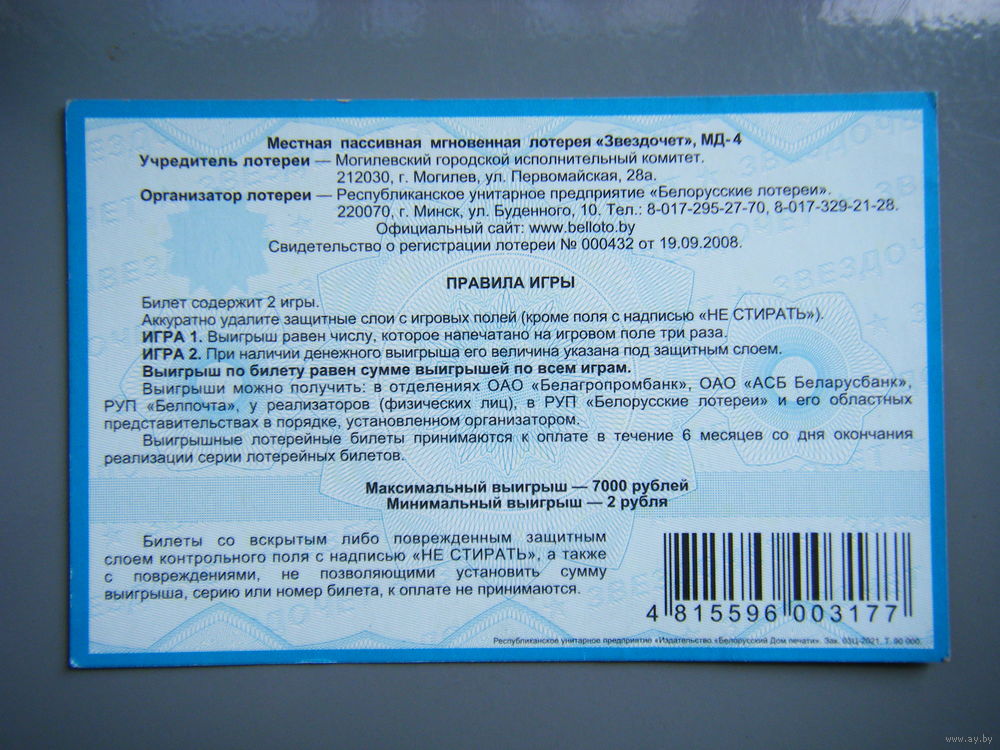 Местная пассивная мгновенная лотерея «Звездочет», МД-4
Учредитель лотереи — Могилевский городской исполнительный комитет.
212030, г. Могилев, ул. Первомайская, 28а.
Организатор лотереи — Республиканское унитарное предприятие «Белорусские лотереи».
220070, г. Минск, ул. Буденного, 10. Тел.: 8-017-295-27-70, 8-017-329-21-28.
Официальный сайт: www.belloto.by
Свидетельство о регистрации лотереи № 000432 от 19.09.2008.
ПРАВИЛА ИГРЫ
Билет содержит 2 игры.
Аккуратно удалите защитные слои с игровых полей (кроме поля с надписью «НЕ СТИРАТЬ»).
ИГРА 1. Выигрыш равен числу, которое напечатано на игровом поле три раза.
ИГРА 2. При наличии денежного выигрыша его величина указана под защитным слоем.
Выигрыш по билету равен сумме выигрышей по всем играм.
Выигрыши можно получить: в отделениях ОАО «Белагропромбанк», ОАО «АСБ Беларусбанк»,
РУП «Белпочта», у реализаторов (физических лиц), в РУП «Белорусские лотереи» и его областных
представительствах в порядке, установленном организатором.
Выигрышные лотерейные билеты принимаются к оплате в течение 6 месяцев со дня окончания
реализации серии лотерейных билетов.
Максимальный выигрыш — 7000 рублей
Минимальный выигрыш — 2 рубля
Билеты со вскрытым либо поврежденным защитным
слоем контрольного поля с надписью «НЕ СТИРАТЬ», а также
с повреждениями, не позволяющими установить сумму
выигрыша, серию или номер билета, к оплате не принимаются.
4 815596 003177
Республиканское унитарное предприятие «Издательство «Белорусский Дом печати». Зак. 03Ц-2021. Т. 90 000.
www.ay.by